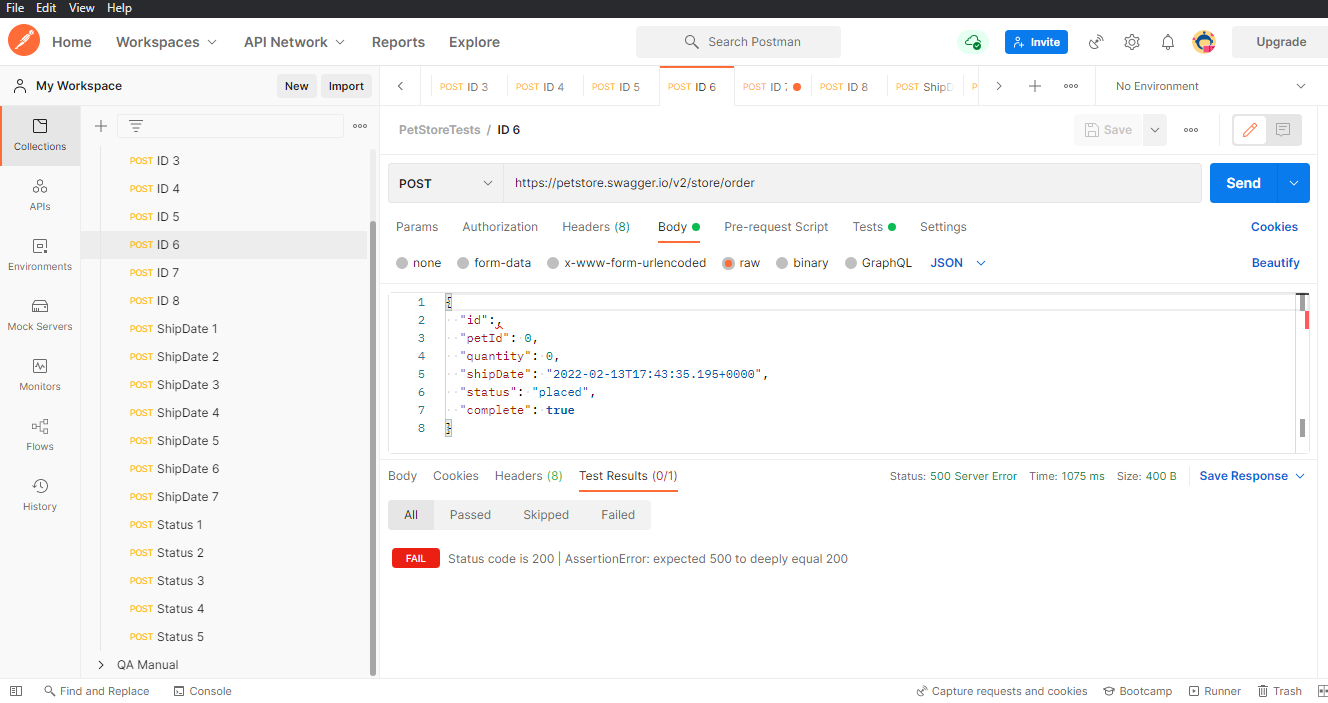 File Edit View Help
Home Workspaces API Network Reports Explore Search Postman Invite Upgrade
My Workspace New Import POST ID 3 POST ID 4 POST ID 5 POST ID 6 POST ID POST ID 8 POST Ship No Environment
Collections
APIs
Environments
Mock Servers
Monitors
Flows
History
POST ID 3
POST ID 4
POST ID 5
POST ID 6
POST ID 7
POST ID 8
POST ShipDate 1
POST ShipDate 2
POST ShipDate 3
POST ShipDate 4
POST ShipDate 5
POST ShipDate 6
POST ShipDate 7
POST Status 1
POST Status 2
POST Status 3
POST Status 4
POST Status 5
QA Manual
PetStoreTests / ID 6 Save
POST https://petstore.swagger.io/v2/store/order Send
Params Authorization Headers (8) Body Pre-request Script Tests Settings Cookies
none form-data x-www-form-urlencoded raw binary GraphQL JSON Beautify
1 {
2 "id":,
3 "petId": 0,
4 "quantity": 0,
5 "shipDate": "2022-02-13T17:43:35.195+0000",
6 "status": "placed",
7 "complete": true
8 }
Body Cookies Headers (8) Test Results (0/1) Status: 500 Server Error Time: 1075 ms Size: 400 B Save Response
All Passed Skipped Failed
FAIL Status code is 200 | AssertionError: expected 500 to deeply equal 200
Find and Replace Console Capture requests and cookies Bootcamp Runner Trash